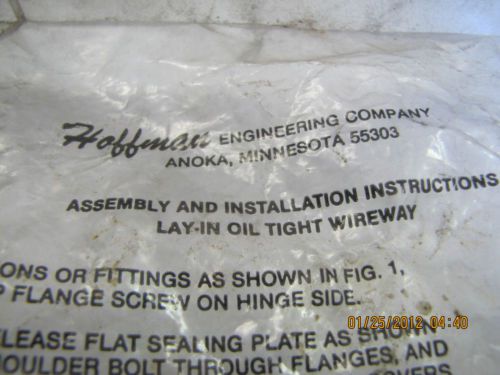 Hoffman ENGINEERING COMPANY
ANOKA, MINNESOTA 55303
ASSEMBLY AND INSTALLATION INSTRUCTIONS
LAY-IN OIL TIGHT WIREWAY
ONS OR FITTINGS AS SHOWN IN FIG. 1,
P FLANGE SCREW ON HINGE SIDE.
LEASE FLAT SEALING PLATE AS SHOWN
OULDER BOLT THROUGH FLANGES, AND
COVERS
01/25/2012 04:40